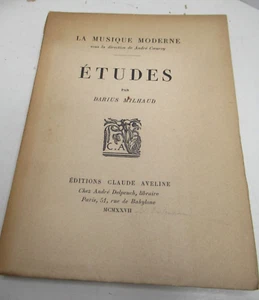 LA MUSIQUE MODERNE
sous la direction de André Cœuroy
ÉTUDES
PAR
DARIUS MILHAUD
C.A
ÉDITIONS CLAUDE AVELINE
Chez André Delpeuch, libraire
Paris, 51, rue de Babylone
MCMXXVII